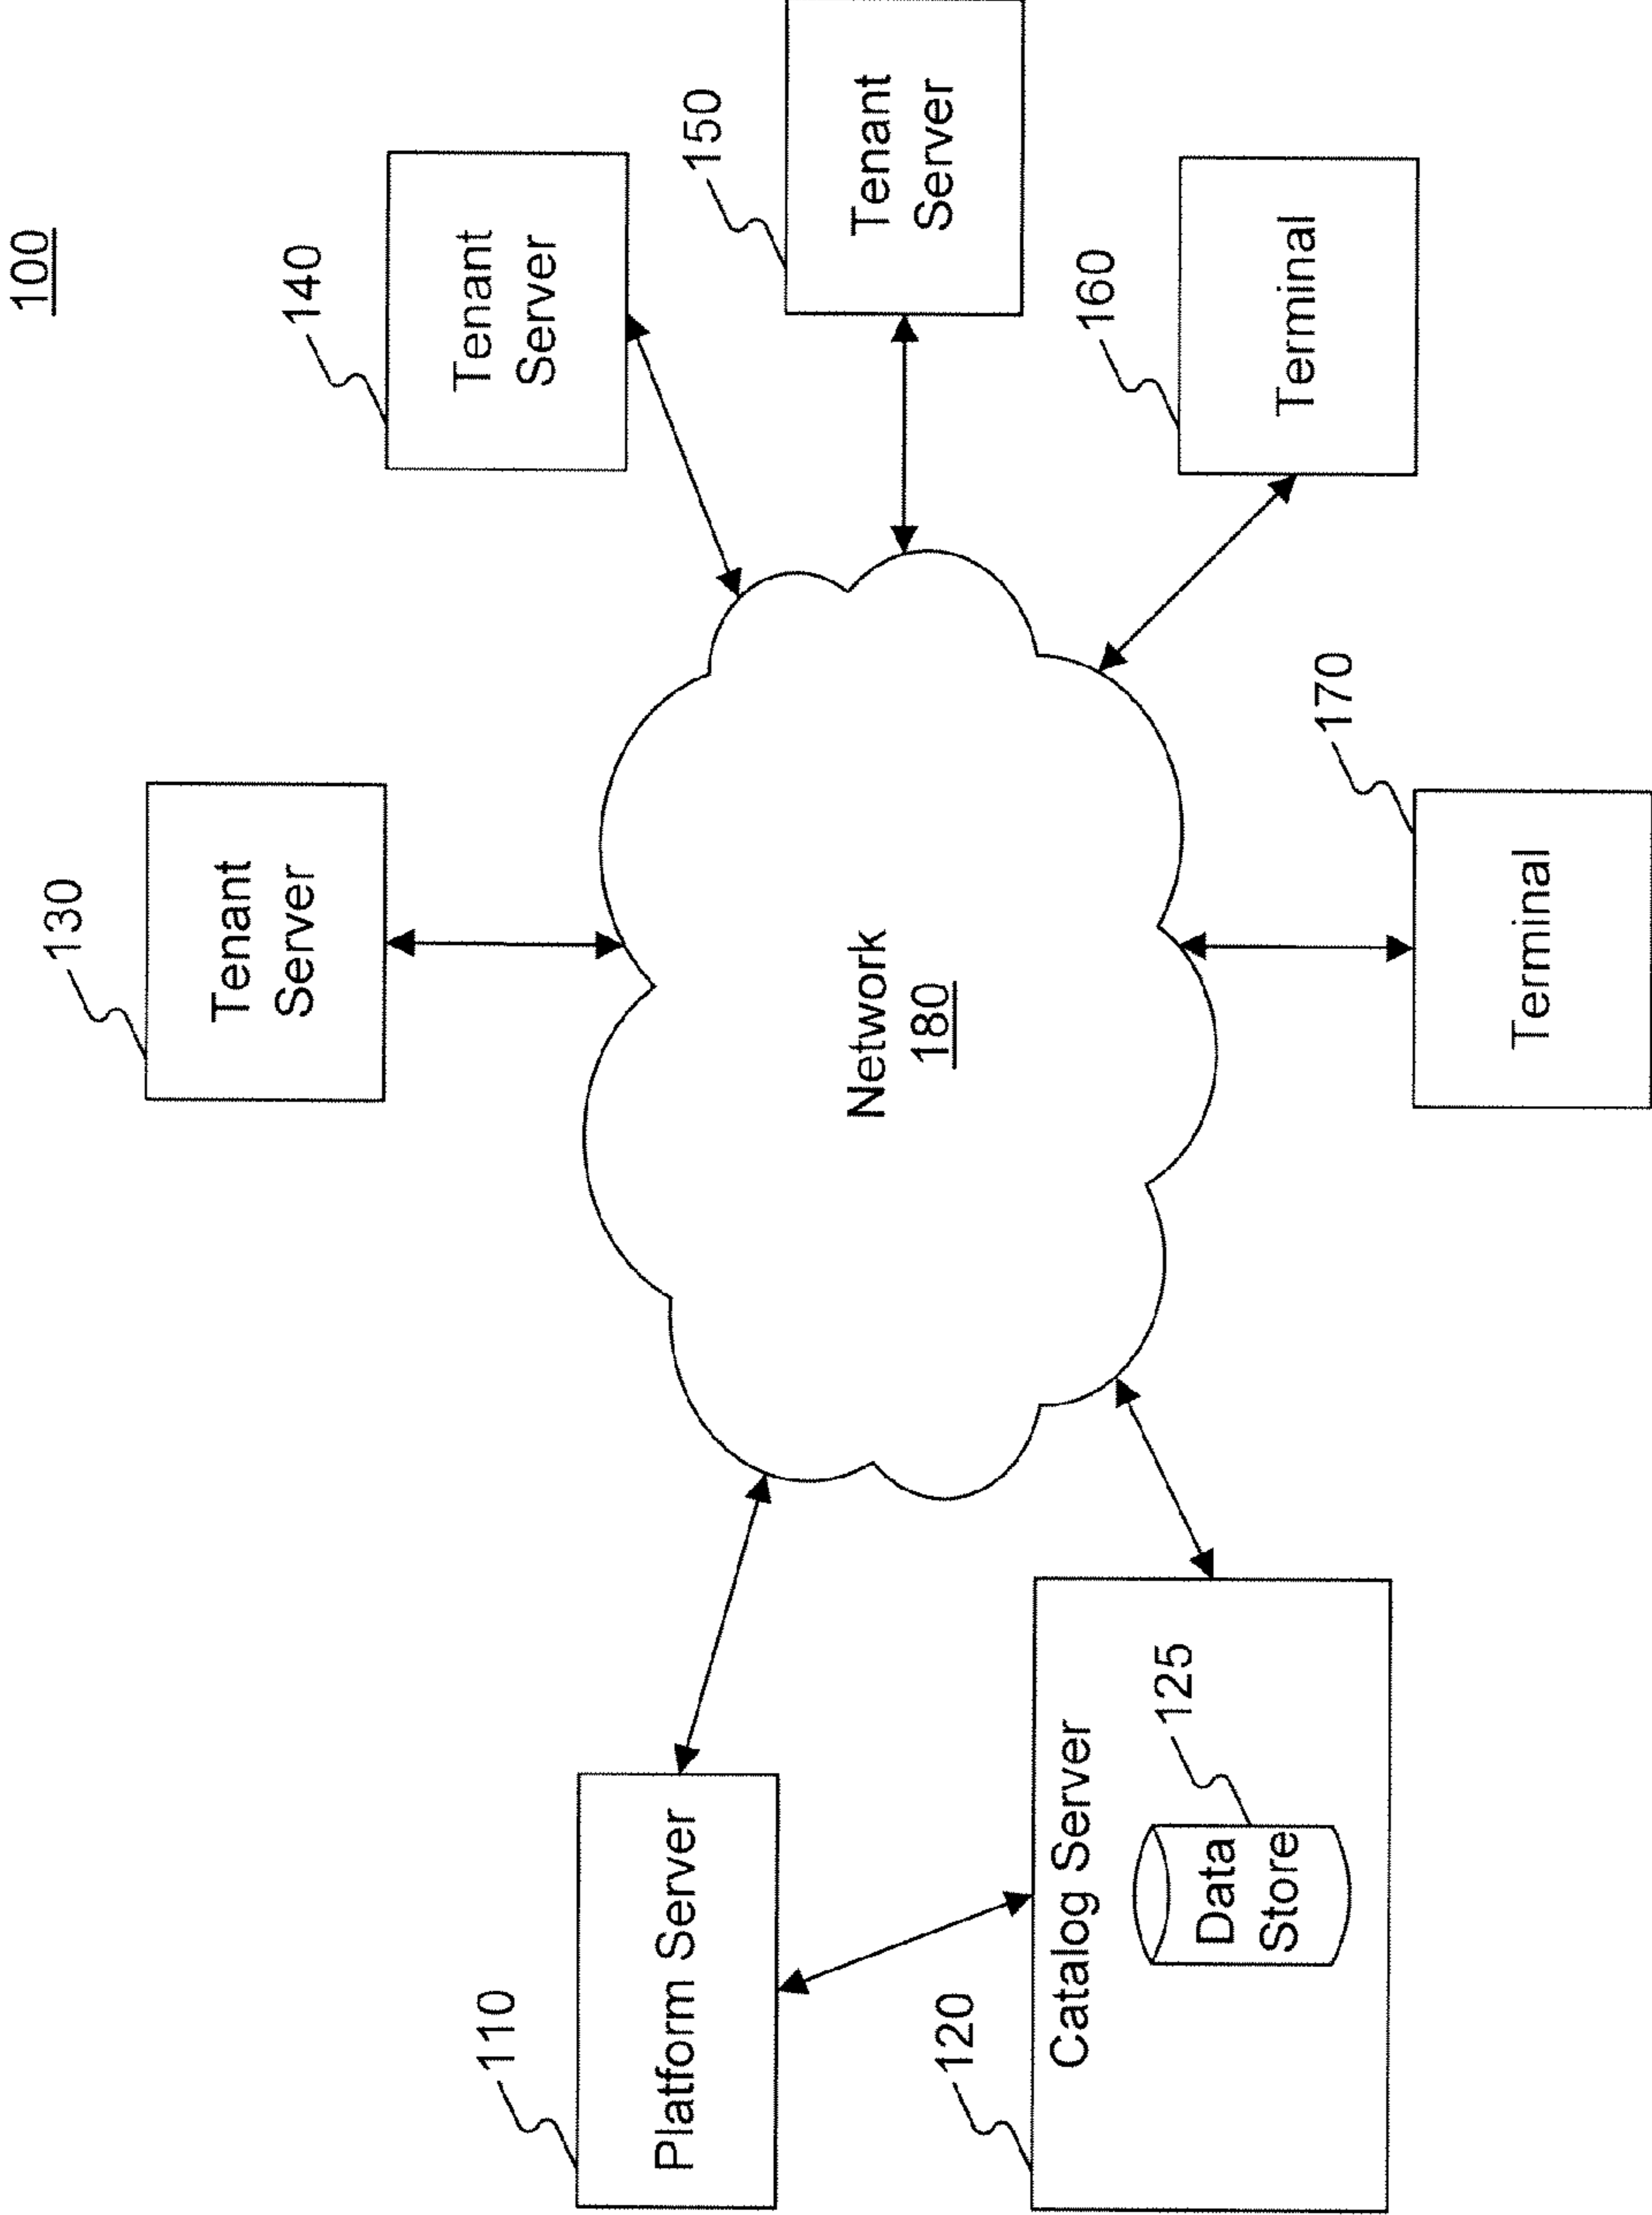 100
130
Tenant
Server
140
Tenant
Server
150
Tenant
Server
110
Platform Server
Network
180
160
Terminal
120
Catalog Server
125
Data
Store
170
Terminal